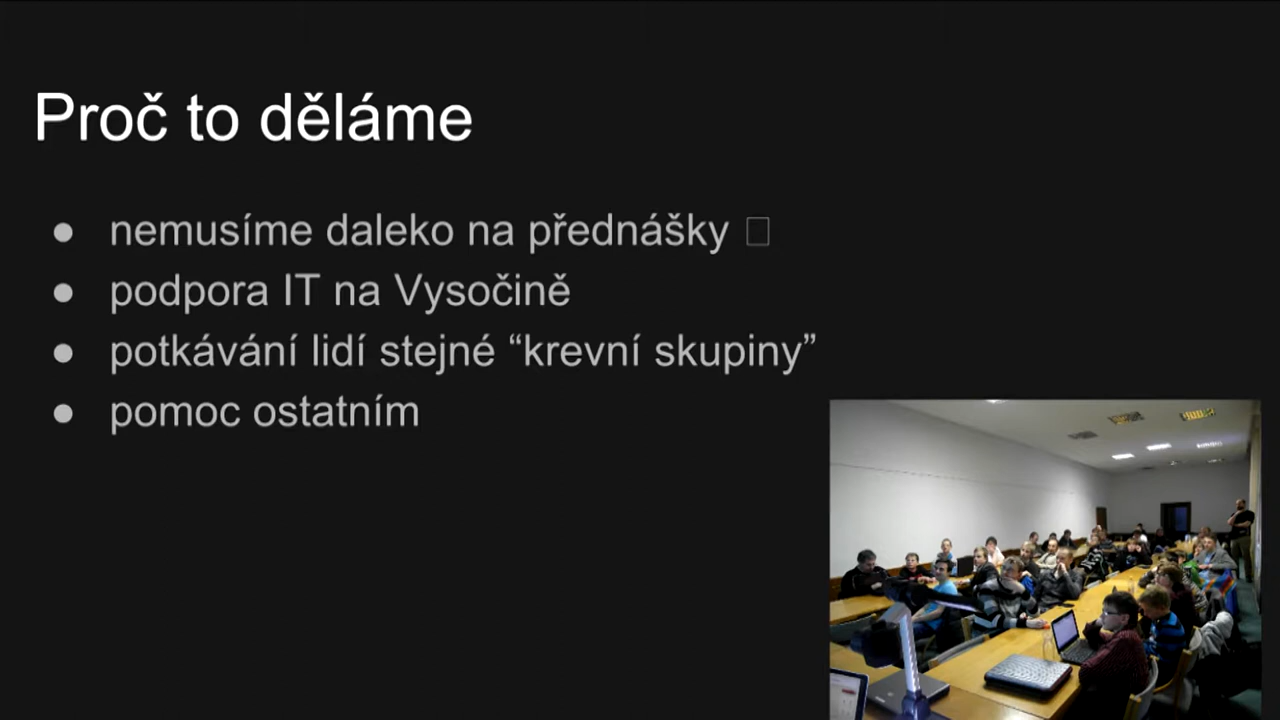 Proč to děláme
● nemusíme daleko na přednášky □
● podpora IT na Vysočině
● potkávání lidí stejné “krevní skupiny”
● pomoc ostatním